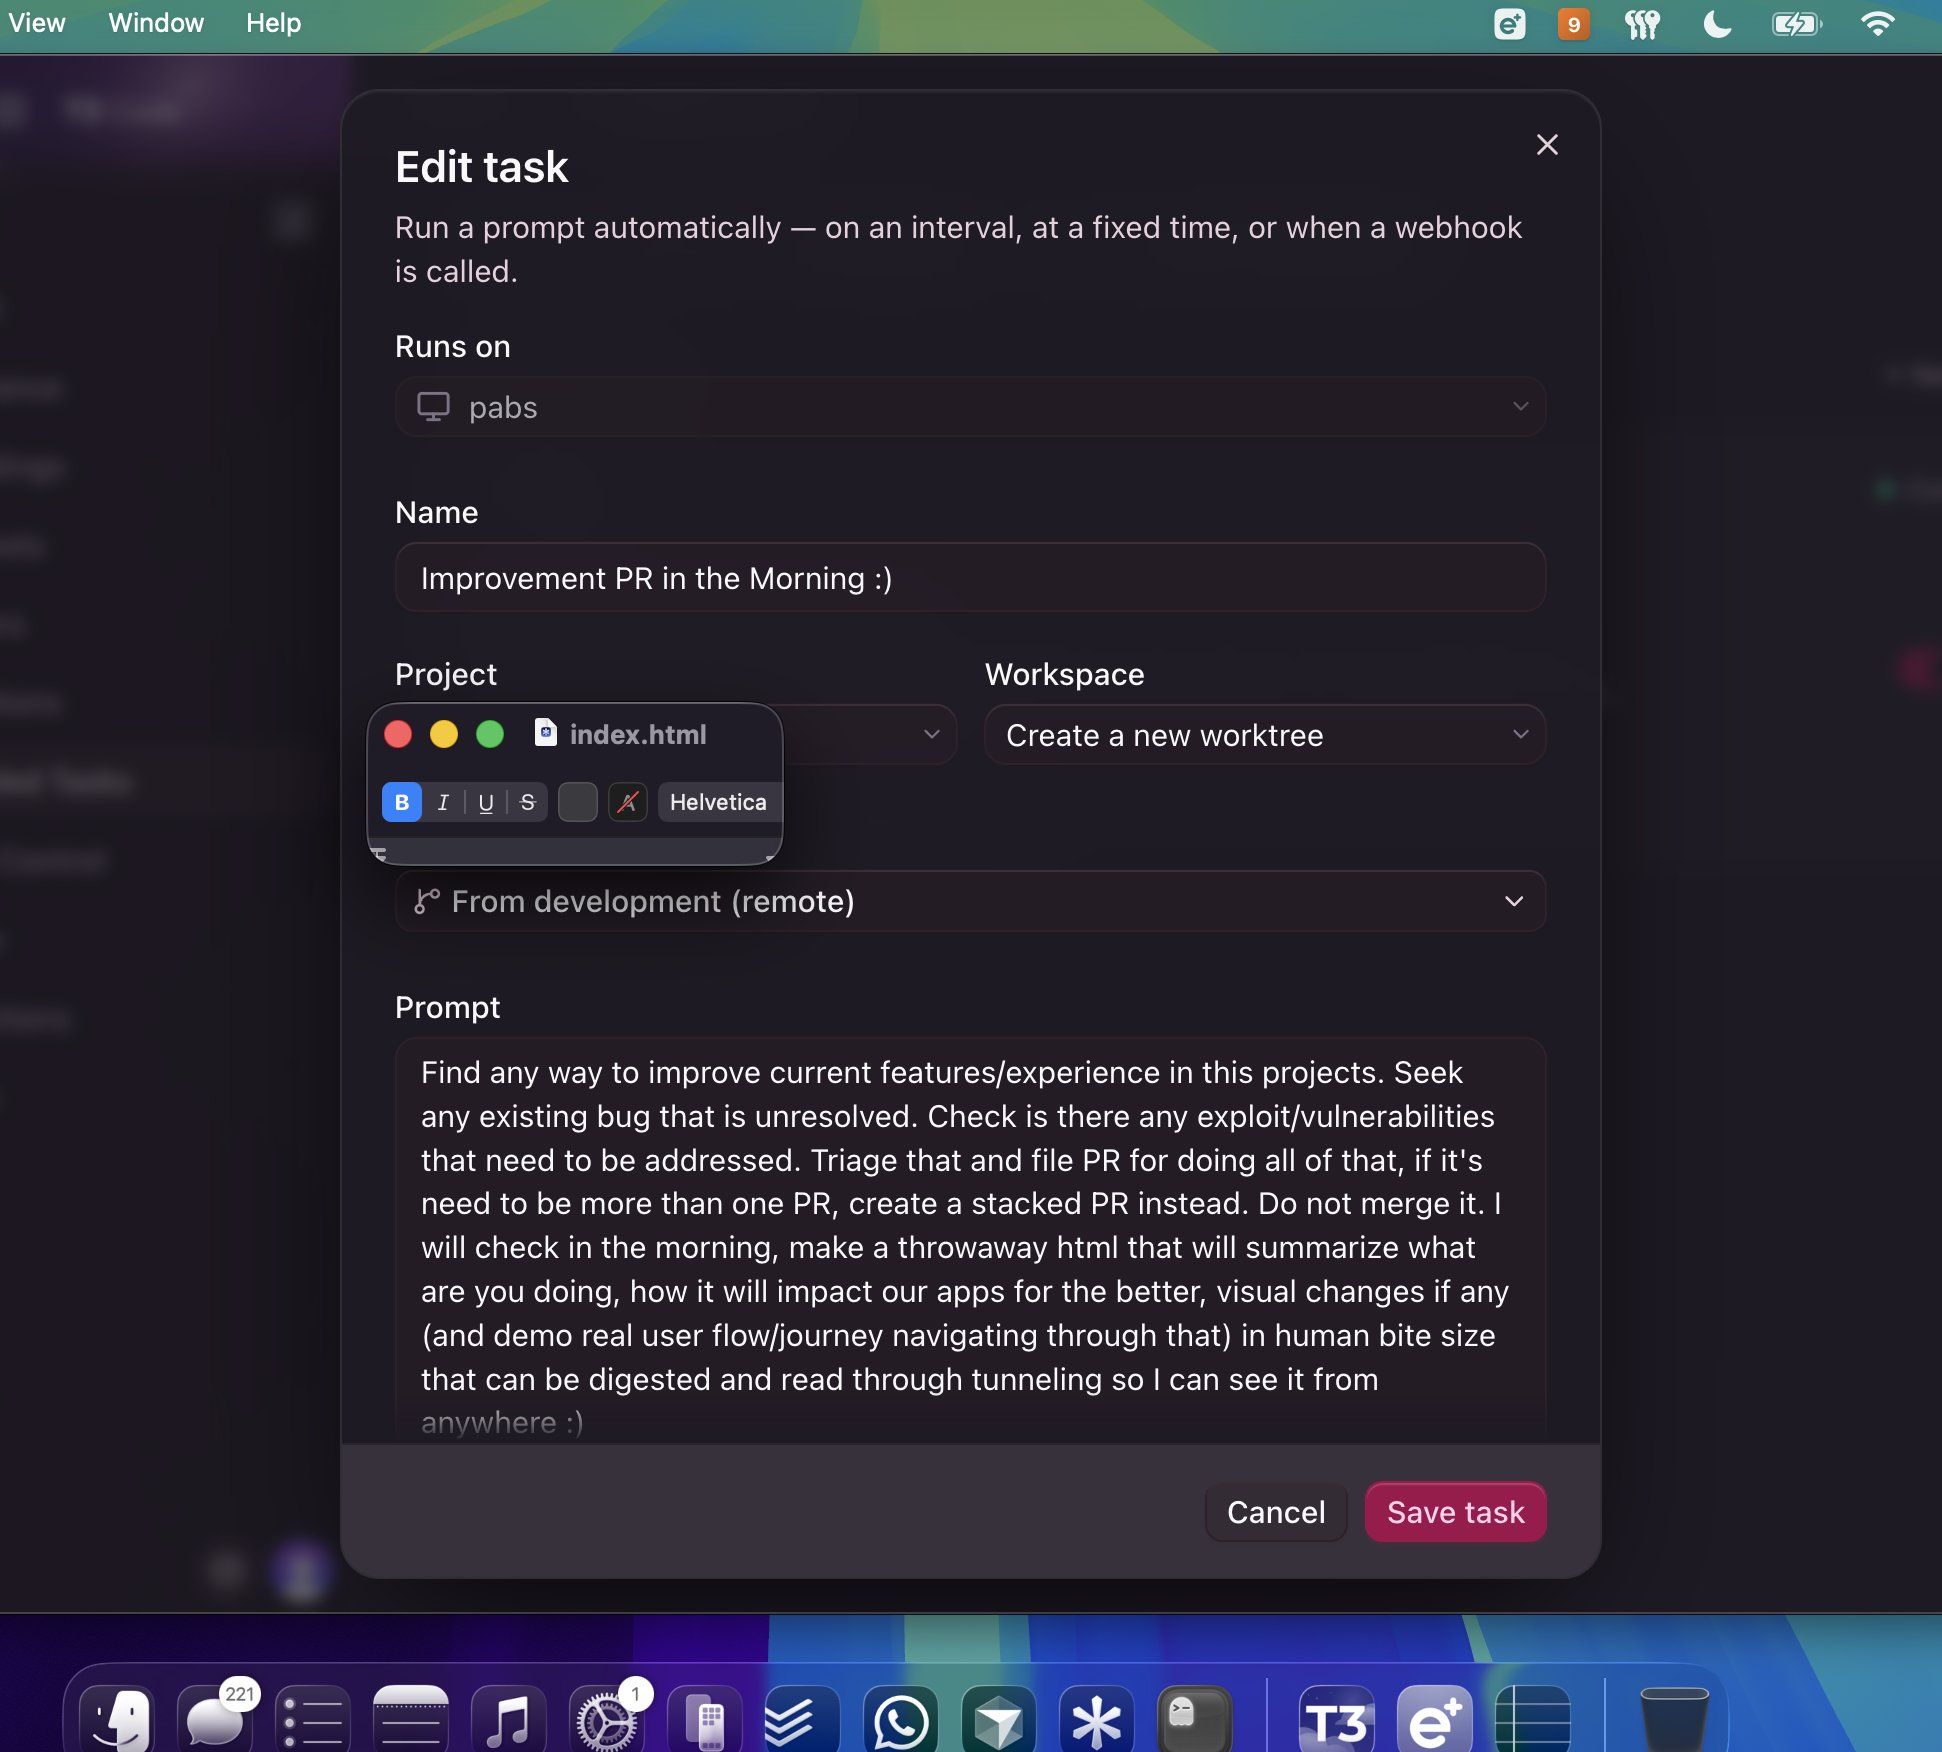 View Window Help
9
Edit task
Run a prompt automatically — on an interval, at a fixed time, or when a webhook
is called.
Runs on
pabs
Name
Improvement PR in the Morning :)
Project
Workspace
index.html
Create a new worktree
B I U S A Helvetica
From development (remote)
Prompt
Find any way to improve current features/experience in this projects. Seek
any existing bug that is unresolved. Check is there any exploit/vulnerabilities
that need to be addressed. Triage that and file PR for doing all of that, if it's
need to be more than one PR, create a stacked PR instead. Do not merge it. I
will check in the morning, make a throwaway html that will summarize what
are you doing, how it will impact our apps for the better, visual changes if any
(and demo real user flow/journey navigating through that) in human bite size
that can be digested and read through tunneling so I can see it from
anywhere :)
Cancel
Save task
221
1
T3
e+